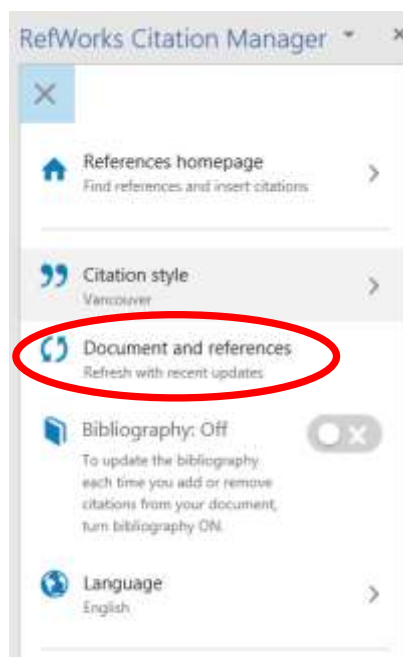 RefWorks Citation Manager
References homepage
Find references and insert citations
Citation style
Vancouver
Document and references
Refresh with recent updates
Bibliography: Off
To update the bibliography
each time you add or remove
citations from your document,
turn bibliography ON.
Language
English